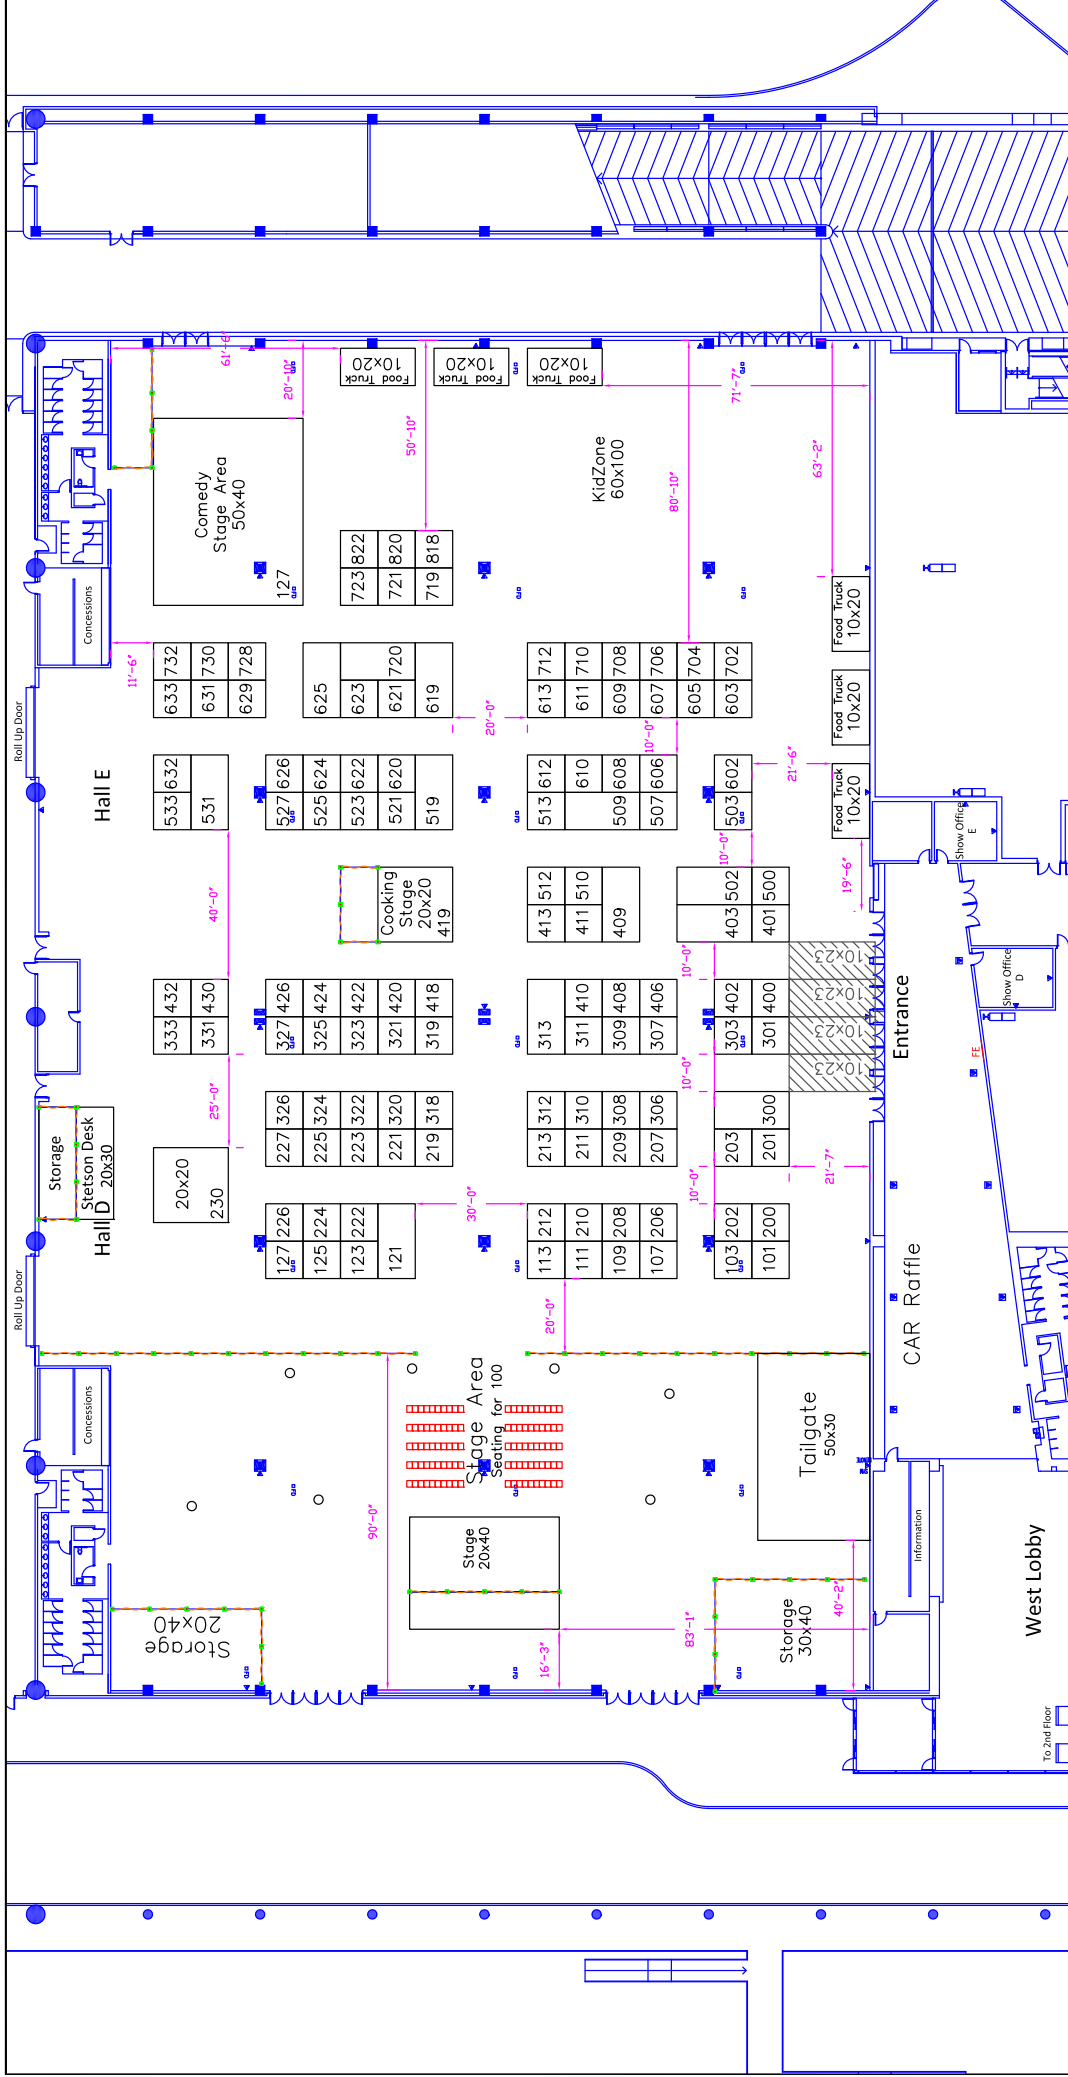 61'-6"
20'-10"
Food Truck
10x20
Food Truck
10x20
Food Truck
10x20
71'-7"
50'-10"
80'-10"
63'-2"
Comedy
Stage Area
50x40
127
KidZone
60x100
Concessions
11'-6"
723 822
721 820
719 818
Food Truck
10x20
Food Truck
10x20
Food Truck
10x20
633 732
631 730
629 728
625
623
621 720
619
613 712
611 710
609 708
607 706
605 704
603 702
Roll Up Door
Hall E
20'-0"
10'-0"
21'-6"
533 632
531
527 626
525 624
523 622
521 620
519
513 612
610
509 608
507 606
503 602
10'-0"
19'-6"
Show Office
E
40'-0"
Cooking
Stage
20x20
419
413 512
411 510
409
403 502
401 500
10'-0"
10x23
10x23
10x23
10x23
Entrance
Show Office
D
FE
333 432
331 430
327 426
325 424
323 422
321 420
319 418
313
311 410
309 408
307 406
303 402
301 400
25'-0"
10'-0"
Storage
Stetson Desk
20x30
Hall D
20x20
230
227 326
225 324
223 322
221 320
219 318
213 312
211 310
209 308
207 306
203
201 300
30'-0"
10'-0"
21'-7"
127 226
125 224
123 222
121
113 212
111 210
109 208
107 206
103 202
101 200
Roll Up Door
20'-0"
CAR Raffle
Concessions
Stage Area
Seating for 100
Tailgate
50x30
90'-0"
Stage
20x40
Information
West Lobby
40'-2"
83'-1"
16'-3"
Storage
20x40
Storage
30x40
To 2nd Floor